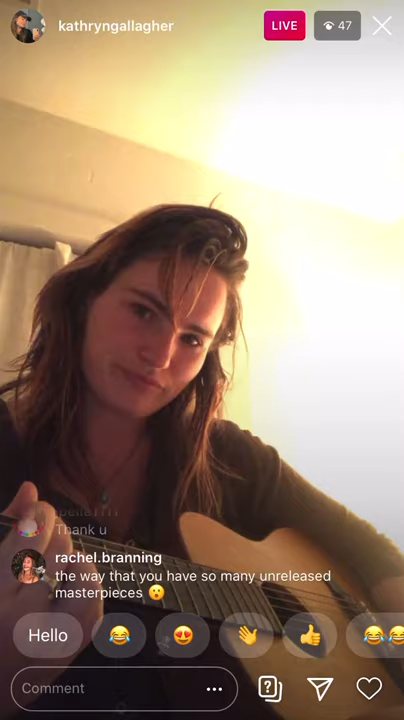 kathryngallagher
LIVE
47
Thank u
rachel.branning
the way that you have so many unreleased
masterpieces 😮
Hello
Comment